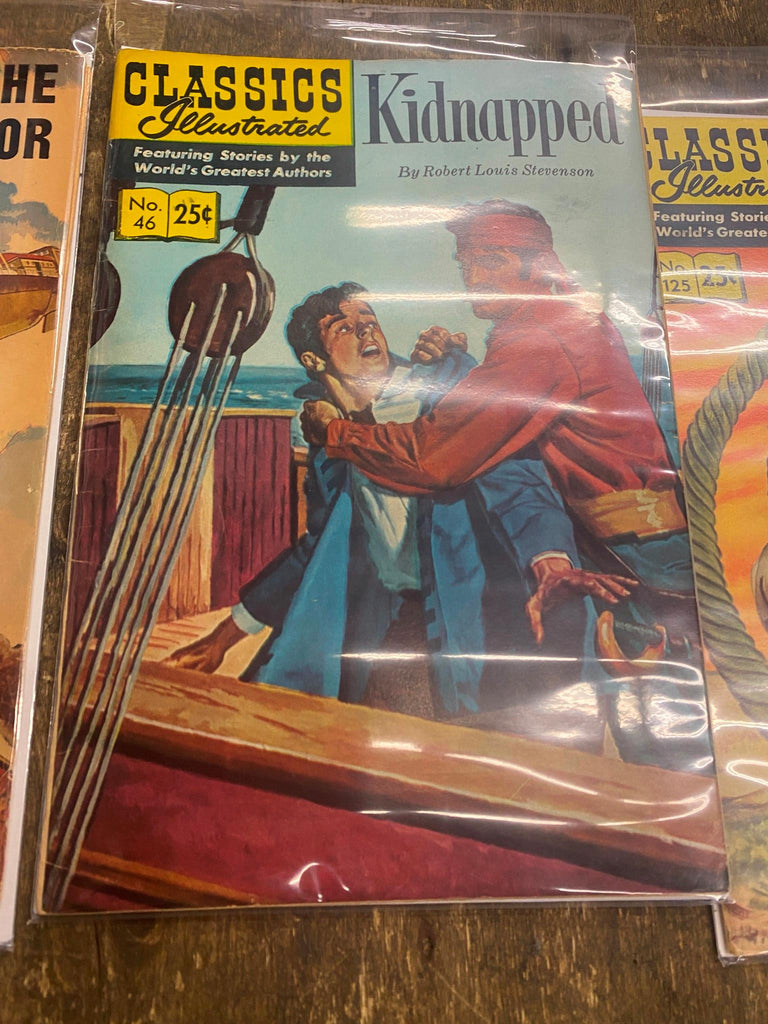 HE
OR
CLASSICS
Illustrated
Featuring Stories by the
World's Greatest Authors
No.
46
25¢
Kidnapped
By Robert Louis Stevenson
CLASS
Illustr
Featuring Storie
World's Greate
No.
125
25¢